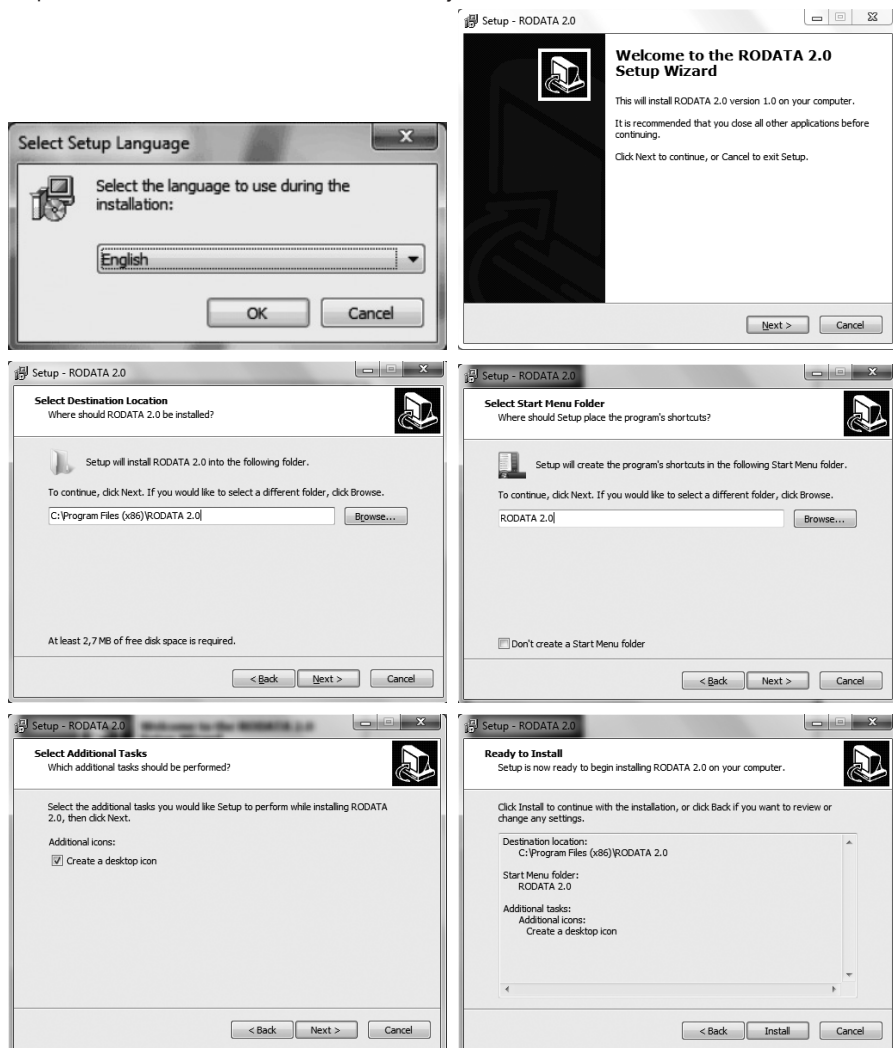 Select Setup Language
Select the language to use during the
installation:
English
OK Cancel
Setup - RODATA 2.0
Welcome to the RODATA 2.0
Setup Wizard
This will install RODATA 2.0 version 1.0 on your computer.
It is recommended that you close all other applications before
continuing.
Click Next to continue, or Cancel to exit Setup.
Next > Cancel
Setup - RODATA 2.0
Select Destination Location
Where should RODATA 2.0 be installed?
Setup will install RODATA 2.0 into the following folder.
To continue, click Next. If you would like to select a different folder, click Browse.
C:\Program Files (x86)\RODATA 2.0
Browse...
At least 2,7 MB of free disk space is required.
< Back Next > Cancel
Setup - RODATA 2.0
Select Start Menu Folder
Where should Setup place the program's shortcuts?
Setup will create the program's shortcuts in the following Start Menu folder.
To continue, click Next. If you would like to select a different folder, click Browse.
RODATA 2.0
Browse...
Don't create a Start Menu folder
< Back Next > Cancel
Setup - RODATA 2.0
Select Additional Tasks
Which additional tasks should be performed?
Select the additional tasks you would like Setup to perform while installing RODATA
2.0, then click Next.
Additional icons:
Create a desktop icon
< Back Next > Cancel
Setup - RODATA 2.0
Ready to Install
Setup is now ready to begin installing RODATA 2.0 on your computer.
Click Install to continue with the installation, or click Back if you want to review or
change any settings.
Destination location:
C:\Program Files (x86)\RODATA 2.0
Start Menu folder:
RODATA 2.0
Additional tasks:
Additional icons:
Create a desktop icon
< Back Install Cancel